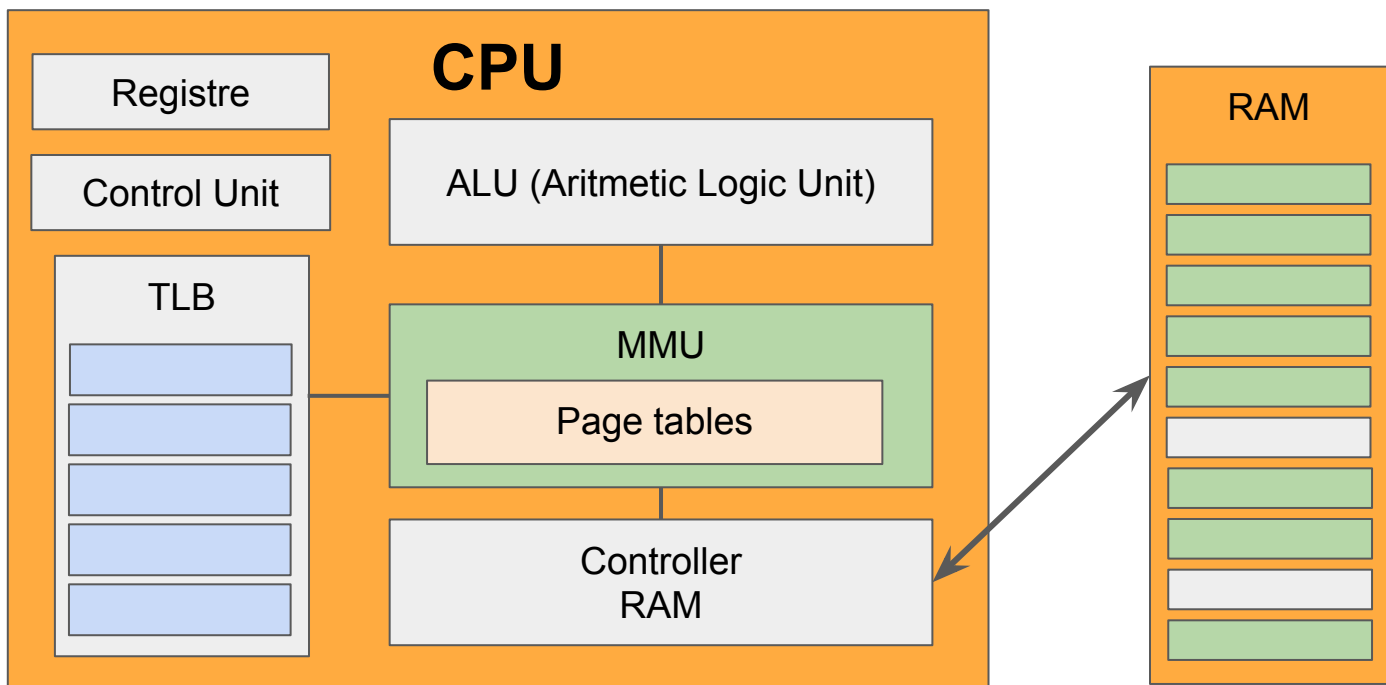 CPU
Registre
Control Unit
ALU (Aritmetic Logic Unit)
TLB
MMU
Page tables
Controller
RAM
RAM